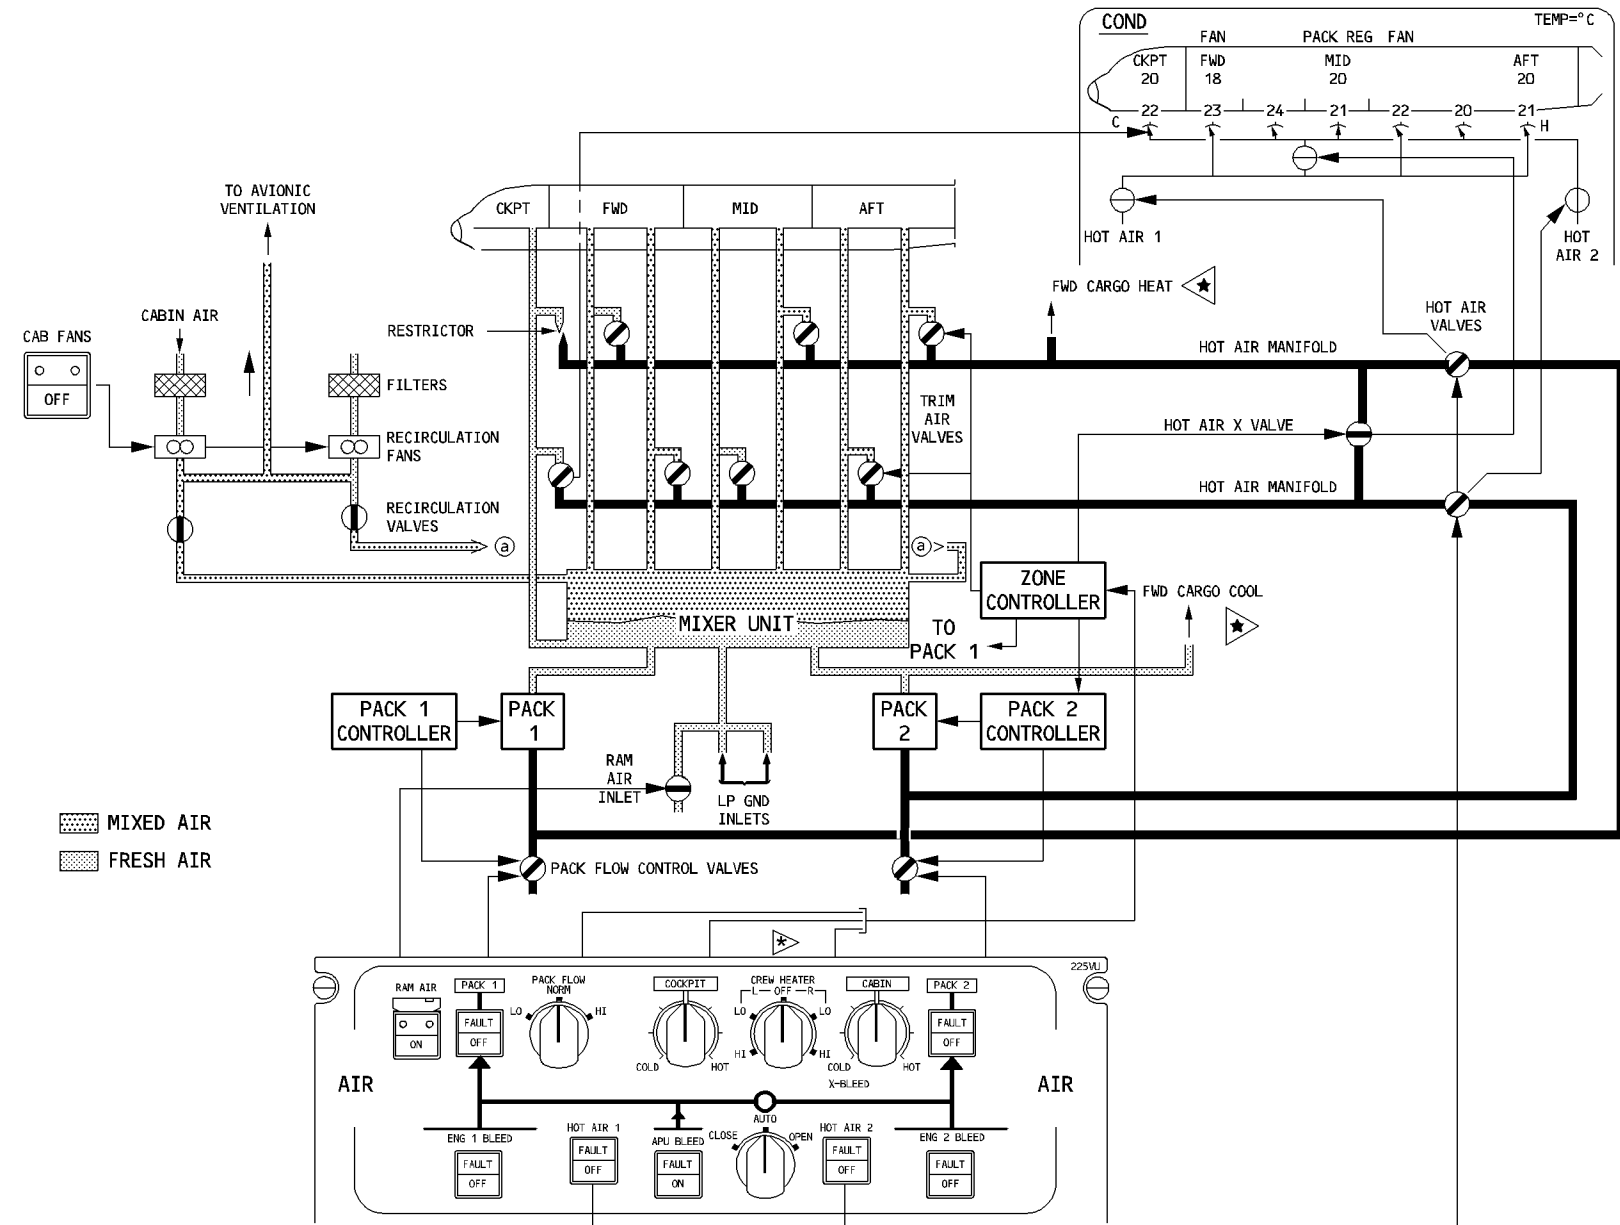 COND
TEMP=°C
FAN
PACK REG FAN
CKPT
20
FWD
18
MID
20
AFT
20
22
23
24
21
22
20
21
C
H
HOT AIR 1
HOT
AIR 2
TO AVIONIC
VENTILATION
CKPT
FWD
MID
AFT
FWD CARGO HEAT
★
HOT AIR
VALVES
CAB FANS
OFF
CABIN AIR
RESTRICTOR
HOT AIR MANIFOLD
FILTERS
TRIM
AIR
VALVES
RECIRCULATION
FANS
HOT AIR X VALVE
HOT AIR MANIFOLD
RECIRCULATION
VALVES
a
a
ZONE
CONTROLLER
FWD CARGO COOL
★
MIXER UNIT
TO
PACK 1
PACK 1
CONTROLLER
PACK
1
PACK
2
PACK 2
CONTROLLER
RAM
AIR
INLET
LP GND
INLETS
MIXED AIR
FRESH AIR
PACK FLOW CONTROL VALVES
*
225VU
RAM AIR
ON
PACK 1
FAULT
OFF
PACK FLOW
NORM
LO
HI
COCKPIT
COLD
HOT
CREW HEATER
L OFF R
LO
LO
HI
HI
CABIN
COLD
HOT
PACK 2
FAULT
OFF
AIR
AIR
X-BLEED
AUTO
CLOSE
OPEN
ENG 1 BLEED
FAULT
OFF
HOT AIR 1
FAULT
OFF
APU BLEED
FAULT
ON
HOT AIR 2
FAULT
OFF
ENG 2 BLEED
FAULT
OFF